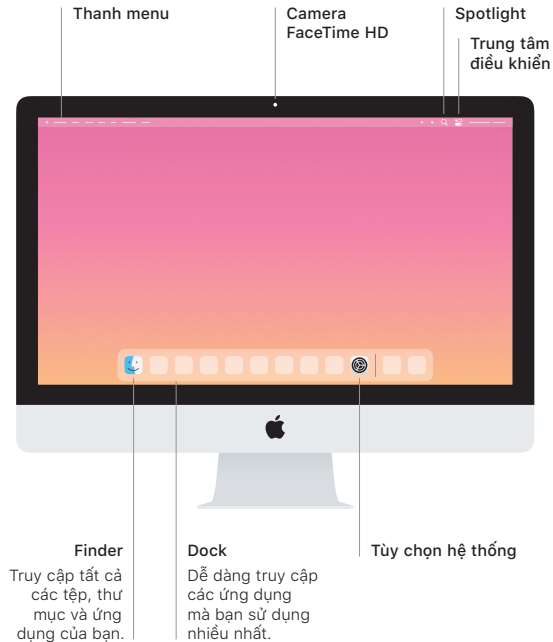 Thanh menu
Camera
FaceTime HD
Spotlight
Trung tâm
điều khiển
Finder
Truy cập tất cả
các tệp, thư
mục và ứng
dụng của bạn.
Dock
Dễ dàng truy cập
các ứng dụng
mà bạn sử dụng
nhiều nhất.
Tùy chọn hệ thống